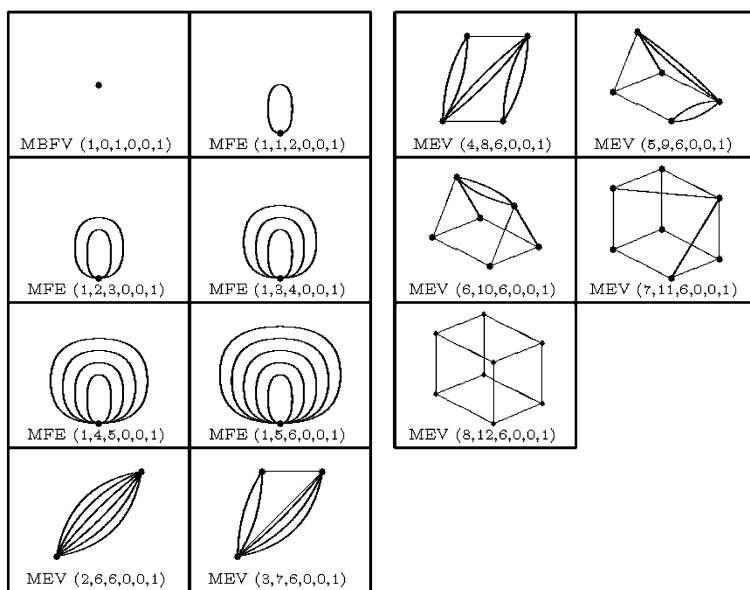 MBFV (1,0,1,0,0,1)
MFE (1,1,2,0,0,1)
MFE (1,2,3,0,0,1)
MFE (1,3,4,0,0,1)
MFE (1,4,5,0,0,1)
MFE (1,5,6,0,0,1)
MEV (2,6,6,0,0,1)
MEV (3,7,6,0,0,1)
MEV (4,8,6,0,0,1)
MEV (5,9,6,0,0,1)
MEV (6,10,6,0,0,1)
MEV (7,11,6,0,0,1)
MEV (8,12,6,0,0,1)